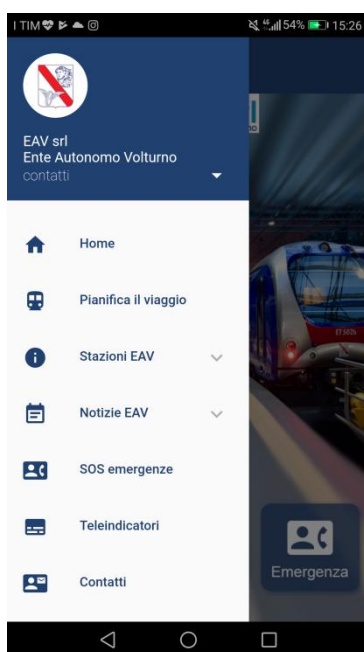 I TIM 4G 54% 15:26
EAV srl
Ente Autonomo Volturno
contatti
Home
Pianifica il viaggio
Stazioni EAV
Notizie EAV
SOS emergenze
Teleindicatori
Contatti
Emergenza